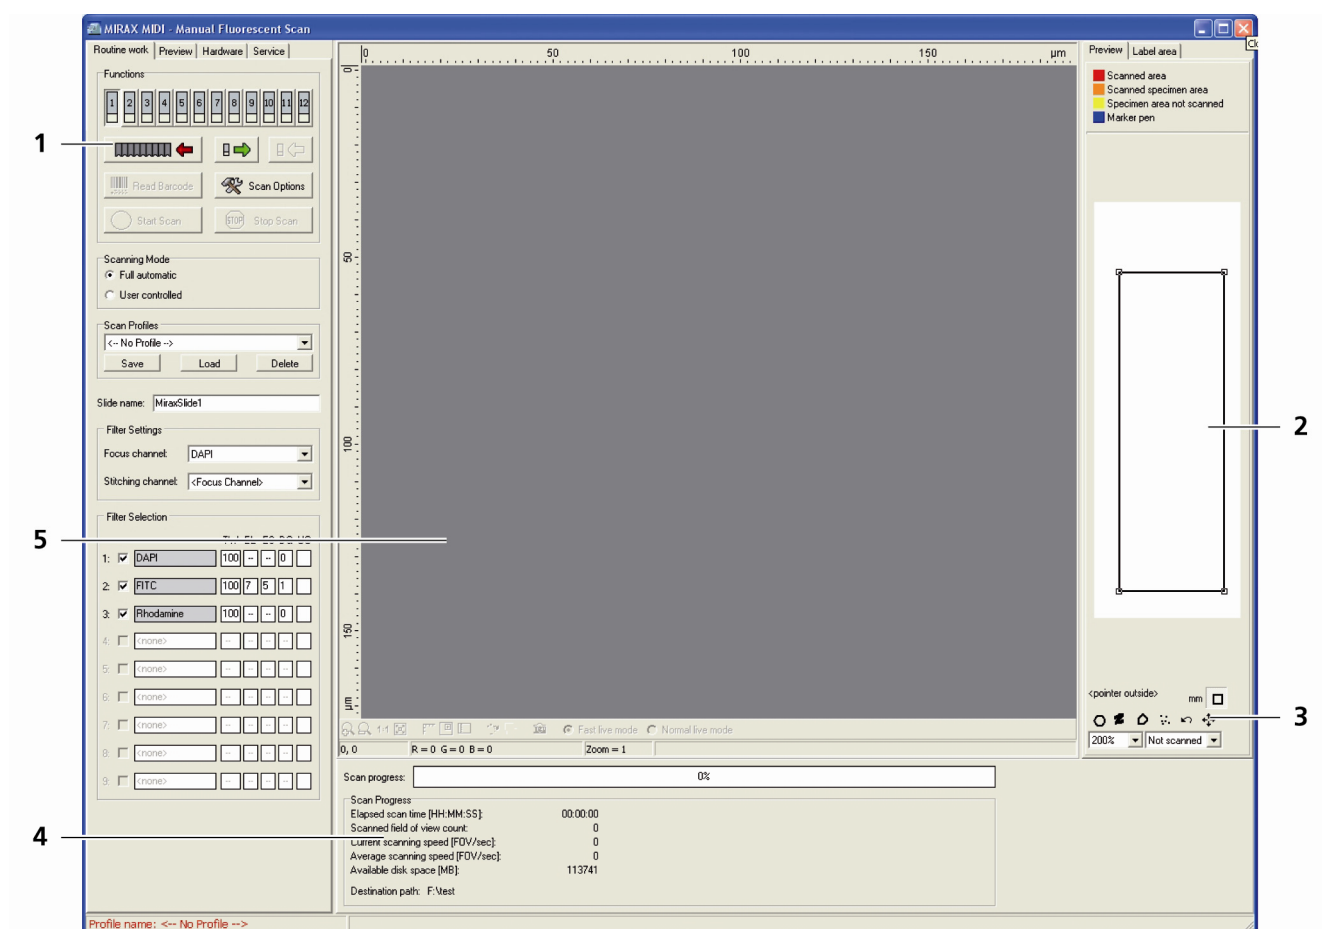 MIRAX MIDI - Manual Fluorescent Scan
Routine work Preview Hardware Service
Functions
1 2 3 4 5 6 7 8 9 10 11 12
1
Read Barcode Scan Options
Start Scan STOP Stop Scan
Scanning Mode
Full automatic
User controlled
Scan Profiles
<-- No Profile -->
Save Load Delete
Slide name: MiraxSlide1
Filter Settings
Focus channel: DAPI
Stitching channel: <Focus Channel>
Filter Selection
5
1: DAPI 100 -- -- 0
2: FITC 100 7 5 1
3: Rhodamine 100 -- -- 0
4: <none> -- -- -- --
5: <none> -- -- -- --
6: <none> -- -- -- --
7: <none> -- -- -- --
8: <none> -- -- -- --
9: <none> -- -- -- --
0 50 100 150 µm
0
50
100
150
µm
1:1 Fast live mode Normal live mode
0, 0 R = 0 G = 0 B = 0 Zoom = 1
Scan progress: 0%
Scan Progress
Elapsed scan time [HH:MM:SS]: 00:00:00
Scanned field of view count: 0
4
Current scanning speed [FOV/sec]: 0
Average scanning speed [FOV/sec]: 0
Available disk space [MB]: 113741
Destination path: F:\test
Preview Label area
Scanned area
Scanned specimen area
Specimen area not scanned
Marker pen
2
<pointer outside> mm
3
200% Not scanned
Profile name: <-- No Profile -->